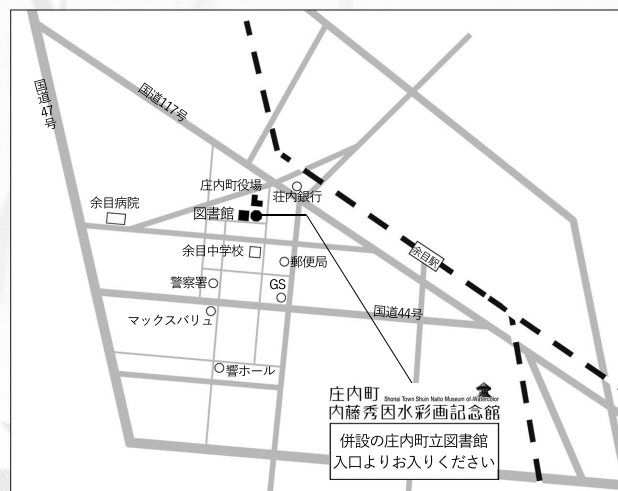 国道47号
国道117号
庄内町役場
荘内銀行
余目病院
図書館
余目中学校
郵便局
余目駅
警察署
GS
マックスバリュ
国道44号
響ホール
庄内町
Shonai Town Shuin Naito Museum of Watercolor
内藤秀因水彩画記念館
併設の庄内町立図書館
入口よりお入りください